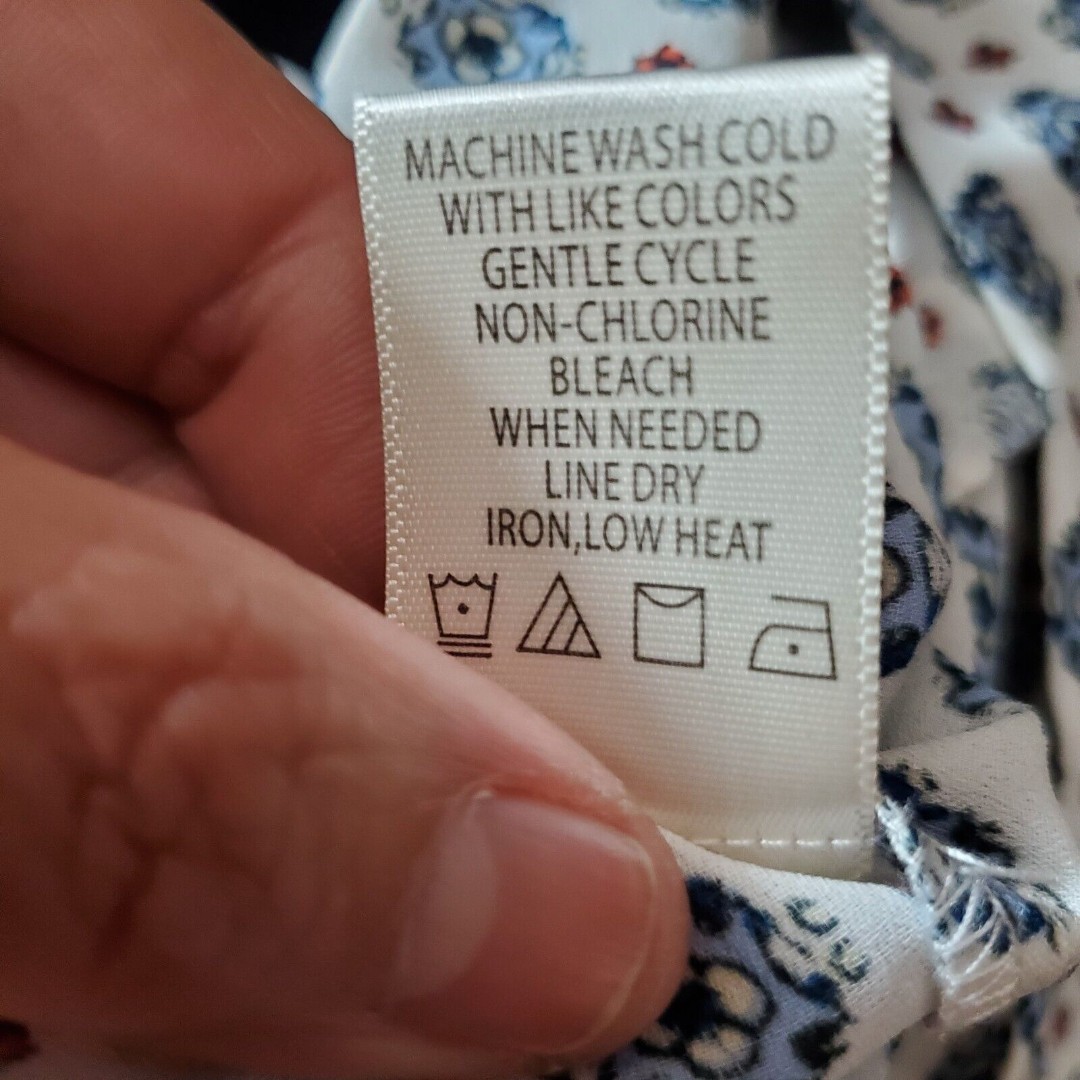 MACHINE WASH COLD
WITH LIKE COLORS
GENTLE CYCLE
NON-CHLORINE
BLEACH
WHEN NEEDED
LINE DRY
IRON,LOW HEAT